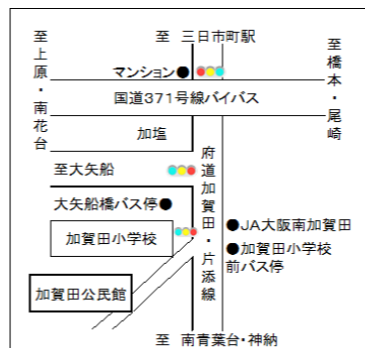 至 三日市町駅
至上原・南花台
至橋本・尾崎
マンション●
国道371号線バイパス
加塩
至大矢船
大矢船橋バス停●
府道加賀田・片添線
加賀田小学校
●JA大阪南加賀田
●加賀田小学校
前バス停
加賀田公民館
至 南青葉台・神納